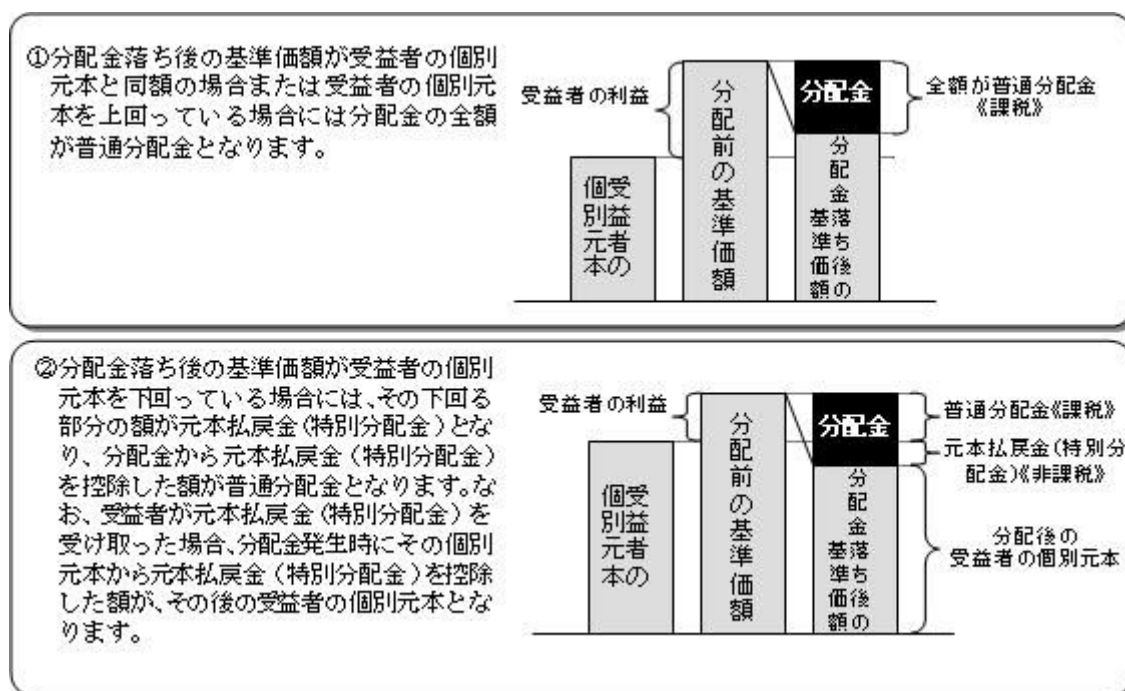 ①分配金落ち後の基準価額が受益者の個別
元本と同額の場合または受益者の個別元
本を上回っている場合には分配金の全額
が普通分配金となります。
受益者の利益
受益者の
個別元本
分配前の基準価額
分配金
分配金落ち後の
基準価額
全額が普通分配金
《課税》
②分配金落ち後の基準価額が受益者の個別
元本を下回っている場合には、その下回る
部分の額が元本払戻金(特別分配金)とな
り、分配金から元本払戻金(特別分配金)
を控除した額が普通分配金となります。な
お、受益者が元本払戻金(特別分配金)を
受け取った場合、分配金発生時にその個別
元本から元本払戻金(特別分配金)を控除
した額が、その後の受益者の個別元本とな
ります。
受益者の利益
受益者の
個別元本
分配前の基準価額
分配金
分配金落ち後の
基準価額
普通分配金《課税》
元本払戻金(特別分
配金)《非課税》
分配後の
受益者の個別元本